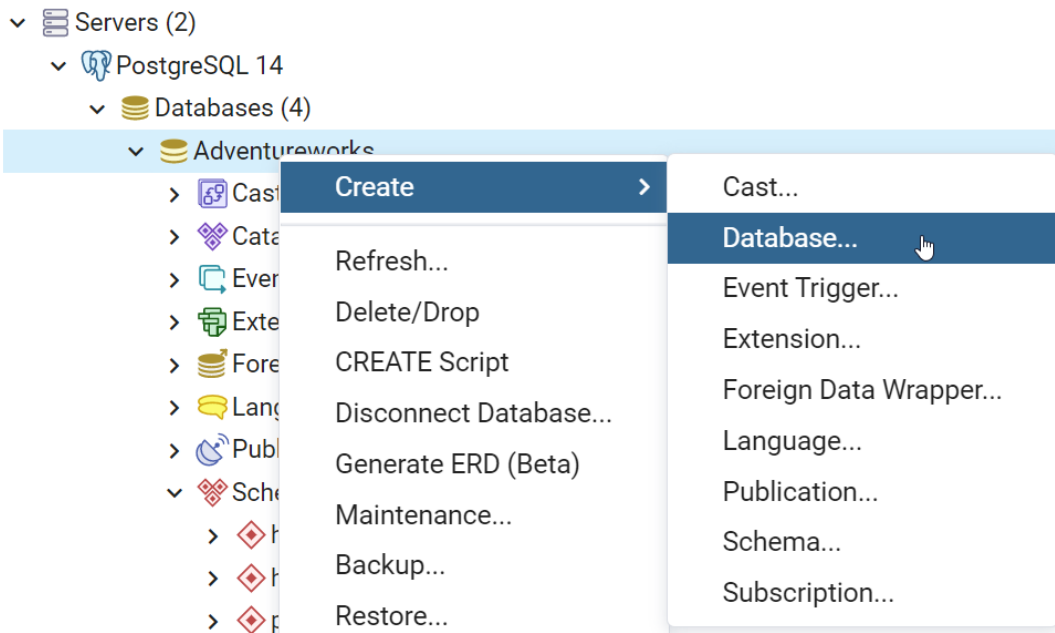 Servers (2)
PostgreSQL 14
Databases (4)
Adventureworks
Create
Refresh...
Delete/Drop
CREATE Script
Disconnect Database...
Generate ERD (Beta)
Maintenance...
Backup...
Restore...
Cast...
Database...
Event Trigger...
Extension...
Foreign Data Wrapper...
Language...
Publication...
Schema...
Subscription...